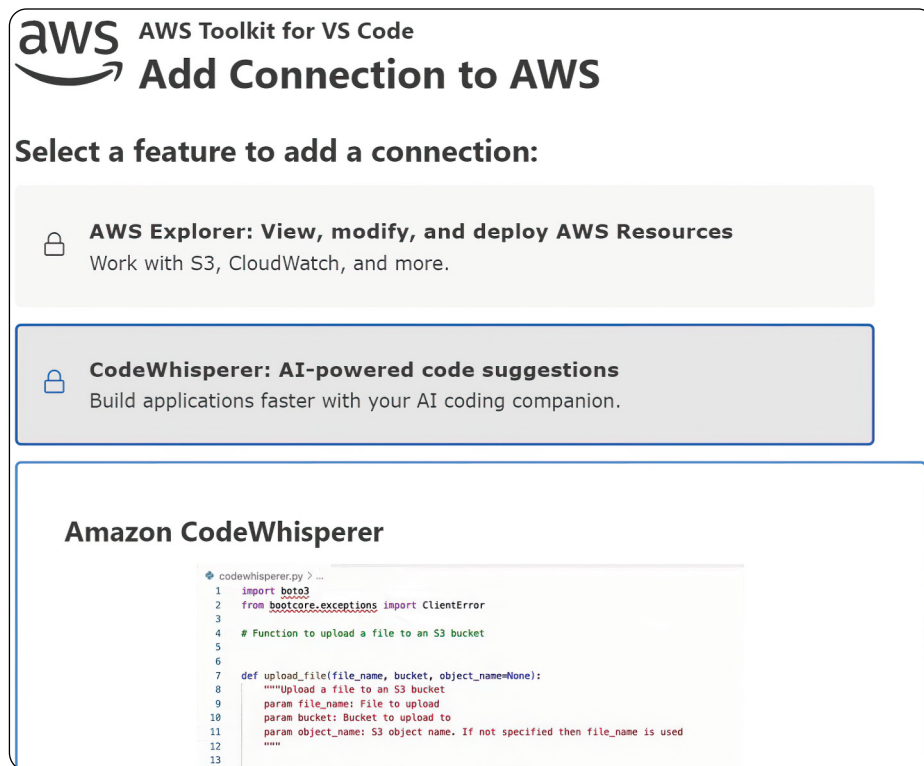 aws
AWS Toolkit for VS Code
Add Connection to AWS
Select a feature to add a connection:
AWS Explorer: View, modify, and deploy AWS Resources
Work with S3, CloudWatch, and more.
CodeWhisperer: AI-powered code suggestions
Build applications faster with your AI coding companion.
Amazon CodeWhisperer
codewhisperer.py > ...
1 import boto3
2 from bootcore.exceptions import ClientError
3
4 # Function to upload a file to an S3 bucket
5
6
7 def upload_file(file_name, bucket, object_name=None):
8 """Upload a file to an S3 bucket
9 param file_name: File to upload
10 param bucket: Bucket to upload to
11 param object_name: S3 object name. If not specified then file_name is used
12 """
13